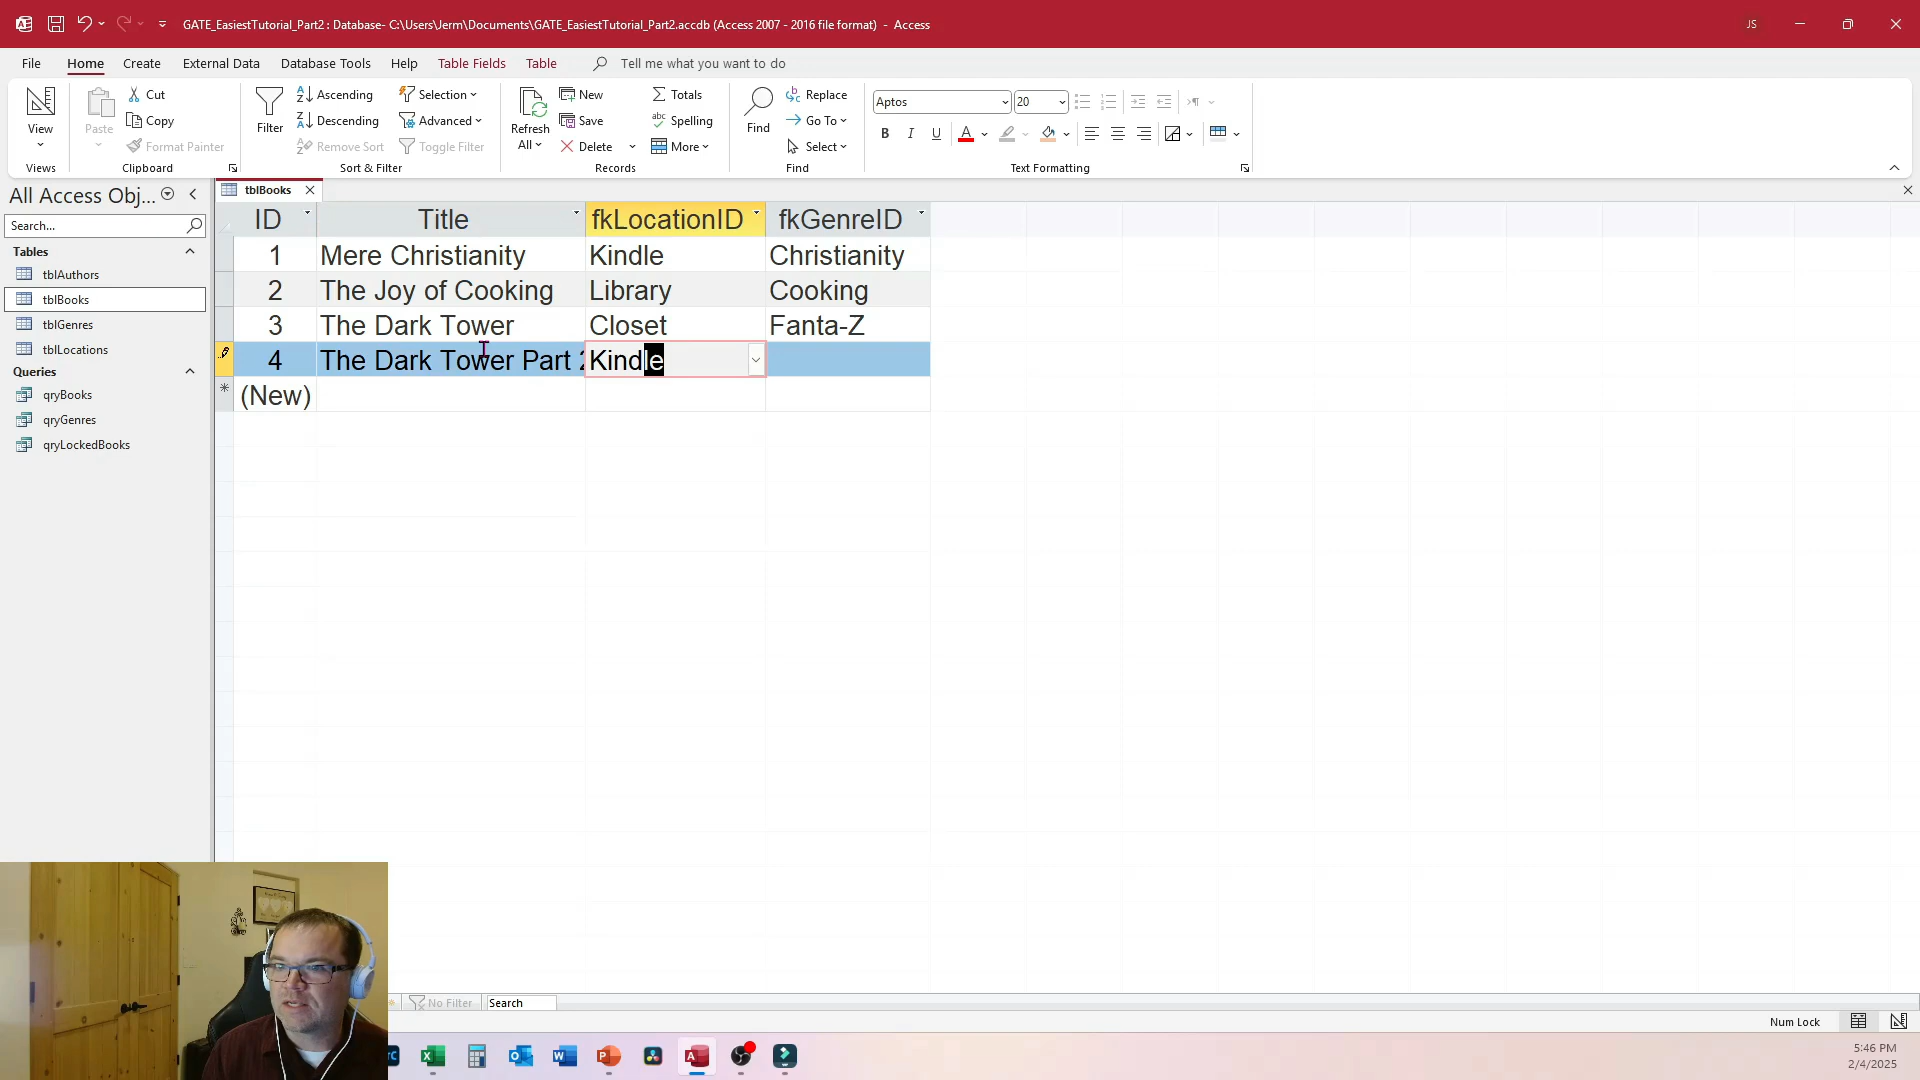 GATE_EasiestTutorial_Part2 : Database- C:\Users\Jerm\Documents\GATE_EasiestTutorial_Part2.accdb (Access 2007 - 2016 file format) - Access
JS
File Home Create External Data Database Tools Help Table Fields Table Tell me what you want to do
View
Views
Paste
Cut
Copy
Format Painter
Clipboard
Filter
Ascending
Descending
Remove Sort
Selection
Advanced
Toggle Filter
Sort & Filter
Refresh
All
New
Save
Delete
Totals
Spelling
More
Records
Find
Replace
Go To
Select
Find
Aptos 20
B I U A
Text Formatting
All Access Obj...
Search...
Tables
tblAuthors
tblBooks
tblGenres
tblLocations
Queries
qryBooks
qryGenres
qryLockedBooks
tblBooks
ID Title fkLocationID fkGenreID
1 Mere Christianity Kindle Christianity
2 The Joy of Cooking Library Cooking
3 The Dark Tower Closet Fanta-Z
4 The Dark Tower Part 2 Kindle
(New)
No Filter Search
Num Lock
5:46 PM
2/4/2025